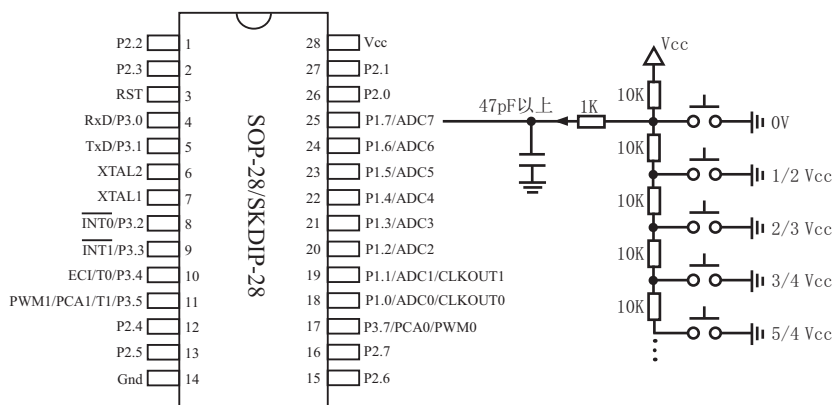 P2.2 1
P2.3 2
RST 3
RxD/P3.0 4
TxD/P3.1 5
XTAL2 6
XTAL1 7
INT0/P3.2 8
INT1/P3.3 9
ECI/T0/P3.4 10
PWM1/PCA1/T1/P3.5 11
P2.4 12
P2.5 13
Gnd 14
SOP-28/SKDIP-28
28 Vcc
27 P2.1
26 P2.0
25 P1.7/ADC7
24 P1.6/ADC6
23 P1.5/ADC5
22 P1.4/ADC4
21 P1.3/ADC3
20 P1.2/ADC2
19 P1.1/ADC1/CLKOUT1
18 P1.0/ADC0/CLKOUT0
17 P3.7/PCA0/PWM0
16 P2.7
15 P2.6
47pF以上
1K
Vcc
10K
0V
10K
1/2 Vcc
10K
2/3 Vcc
10K
3/4 Vcc
10K
5/4 Vcc